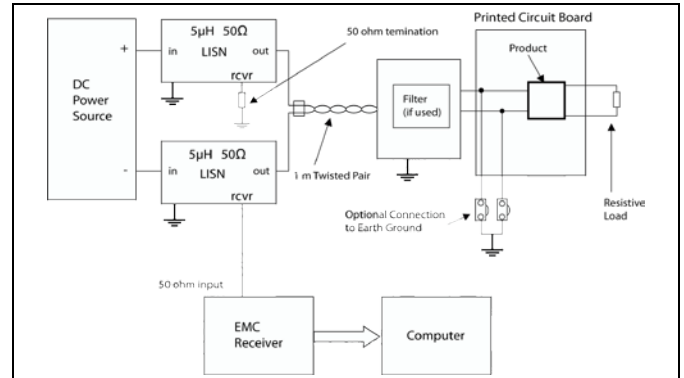 Printed Circuit Board
5µH 50Ω
in LISN out
rcvr
50 ohm temination
+
DC
Power
Source
-
Product
Filter
(if used)
5µH 50Ω
in LISN out
rcvr
1 m Twisted Pair
Optional Connection
to Earth Ground
Resistive
Load
50 ohm input
EMC
Receiver
Computer